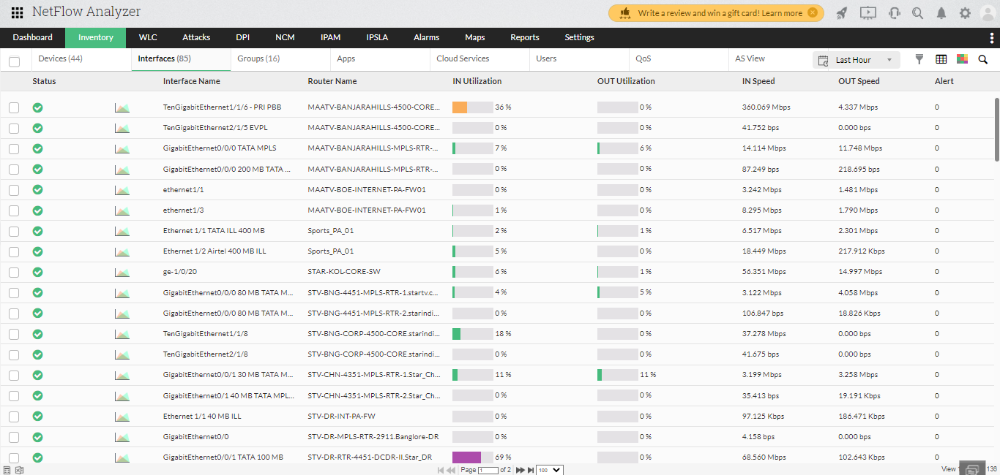 NetFlow Analyzer
Write a review and win a gift card! Learn more
Dashboard Inventory WLC Attacks DPI NCM IPAM IPSLA Alarms Maps Reports Settings
Devices (44) Interfaces (85) Groups (16) Apps Cloud Services Users QoS AS View Last Hour
Status Interface Name Router Name IN Utilization OUT Utilization IN Speed OUT Speed Alert
TenGigabitEthernet1/1/6 - PRI PBB MAATV-BANJARAHILLS-4500-CORE... 36 % 0 % 360.069 Mbps 4.337 Mbps 0
TenGigabitEthernet2/1/5 EVPL MAATV-BANJARAHILLS-4500-CORE... 0 % 0 % 41.752 bps 0.000 bps 0
GigabitEthernet0/0/0 TATA MPLS MAATV-BANJARAHILLS-MPLS-RTR-... 7 % 6 % 14.114 Mbps 11.748 Mbps 0
GigabitEthernet0/0/0 200 MB TATA ... MAATV-BANJARAHILLS-MPLS-RTR-... 0 % 0 % 87.249 bps 218.695 bps 0
ethernet1/1 MAATV-BOE-INTERNET-PA-FW01 0 % 0 % 3.242 Mbps 1.481 Mbps 0
ethernet1/3 MAATV-BOE-INTERNET-PA-FW01 1 % 0 % 8.295 Mbps 1.790 Mbps 0
Ethernet 1/1 TATA ILL 400 MB Sports_PA_01 2 % 1 % 6.517 Mbps 2.301 Mbps 0
Ethernet 1/2 Airtel 400 MB ILL Sports_PA_01 5 % 0 % 18.449 Mbps 217.912 Kbps 0
ge-1/0/20 STAR-KOL-CORE-SW 6 % 1 % 56.351 Mbps 14.997 Mbps 0
GigabitEthernet0/0/0 80 MB TATA M... STV-BNG-4451-MPLS-RTR-1.startv.c... 4 % 5 % 3.122 Mbps 4.058 Mbps 0
GigabitEthernet0/0/0 80 MB TATA M... STV-BNG-4451-MPLS-RTR-2.starindi... 0 % 0 % 106.847 bps 18.826 Kbps 0
TenGigabitEthernet1/1/8 STV-BNG-CORP-4500-CORE.starindi... 18 % 0 % 37.278 Mbps 0.000 bps 0
TenGigabitEthernet2/1/8 STV-BNG-CORP-4500-CORE.starindi... 0 % 0 % 41.675 bps 0.000 bps 0
GigabitEthernet0/0/1 30 MB TATA M... STV-CHN-4351-MPLS-RTR-1.Star_Ch... 11 % 11 % 3.199 Mbps 3.258 Mbps 0
GigabitEthernet0/1 40 MB TATA MPL... STV-CHN-4351-MPLS-RTR-2.Star_Ch... 0 % 0 % 35.413 bps 19.191 Kbps 0
Ethernet 1/1 40 MB ILL STV-DR-INT-PA-FW 0 % 0 % 97.125 Kbps 186.471 Kbps 0
GigabitEthernet0/0 STV-DR-MPLS-RTR-2911.Banglore-DR 0 % 0 % 4.158 bps 0.000 bps 0
GigabitEthernet0/0/1 TATA 100 MB STV-DR-RTR-4451-DCDR-II.Star_DR 69 % 0 % 68.560 Mbps 102.643 Kbps 0
Page 1 of 2 100 View 136